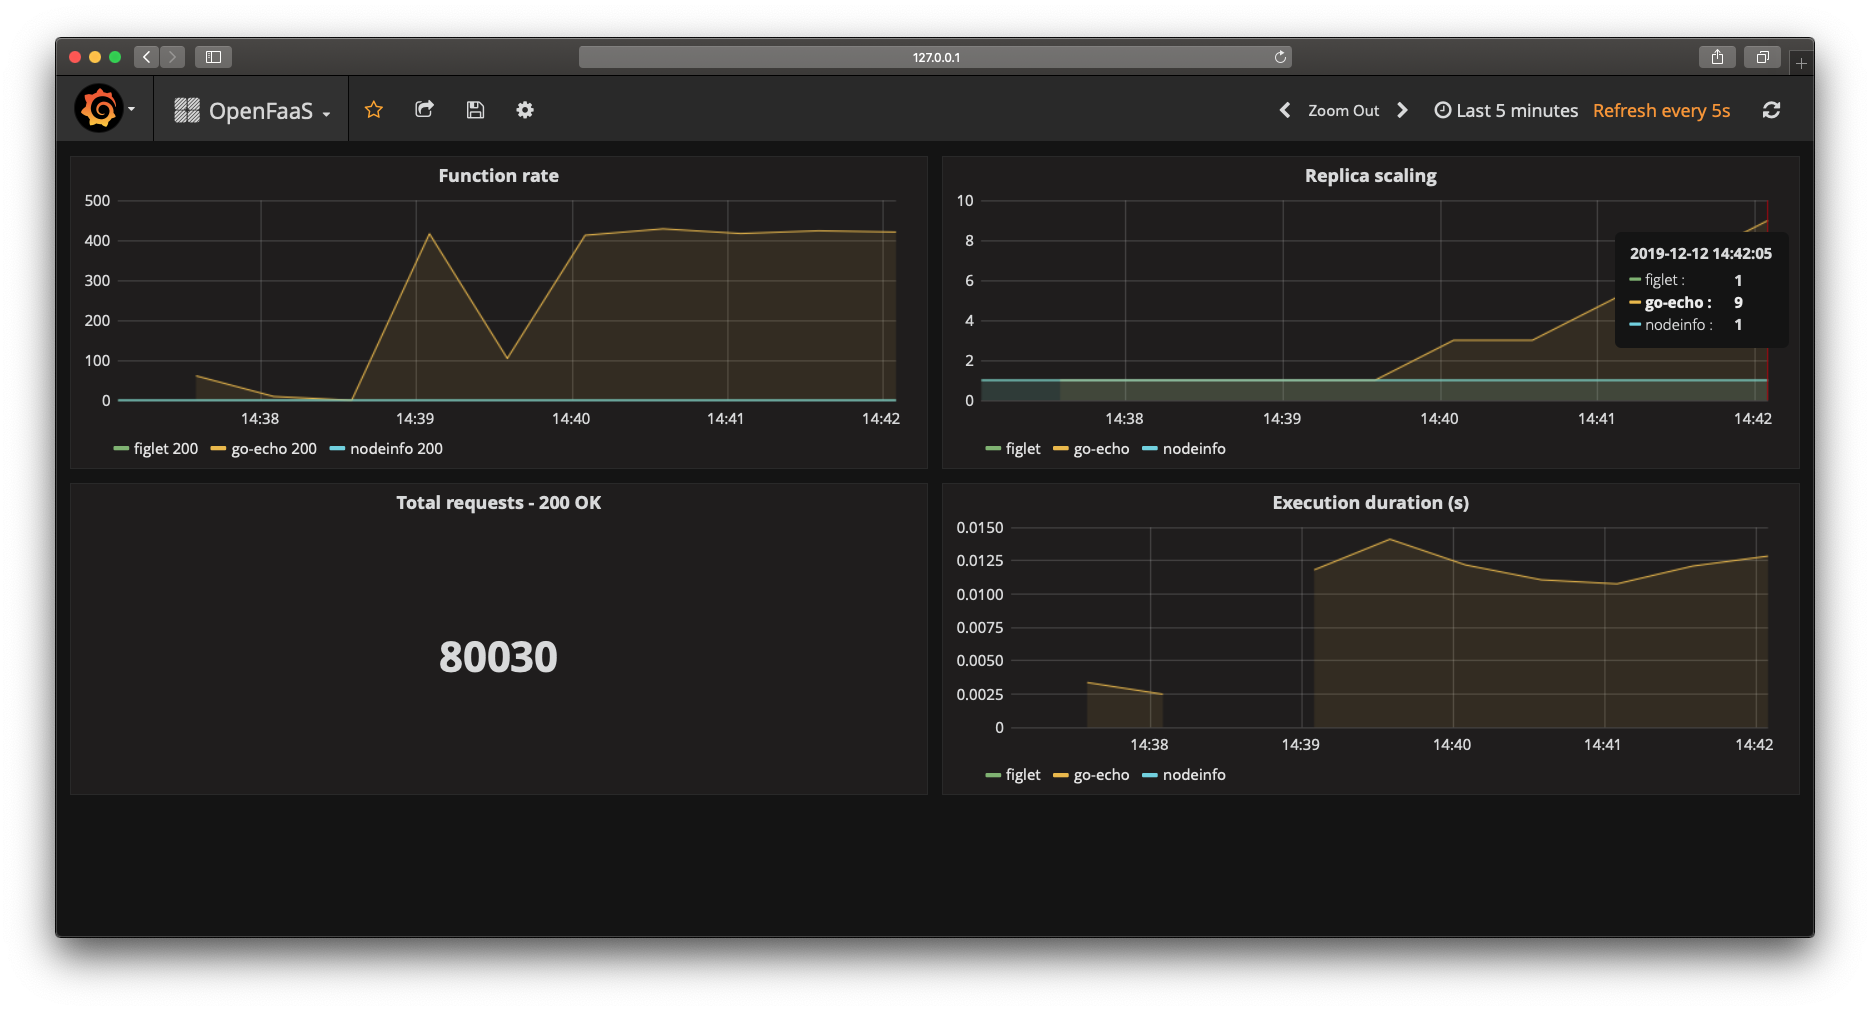 127.0.0.1
OpenFaaS
Zoom Out
Last 5 minutes
Refresh every 5s
Function rate
500
400
300
200
100
0
14:38 14:39 14:40 14:41 14:42
figlet 200 go-echo 200 nodeinfo 200
Replica scaling
10
8
6
4
2
0
2019-12-12 14:42:05
figlet : 1
go-echo : 9
nodeinfo : 1
14:38 14:39 14:40 14:41 14:42
figlet go-echo nodeinfo
Total requests - 200 OK
80030
Execution duration (s)
0.0150
0.0125
0.0100
0.0075
0.0050
0.0025
0
14:38 14:39 14:40 14:41 14:42
figlet go-echo nodeinfo